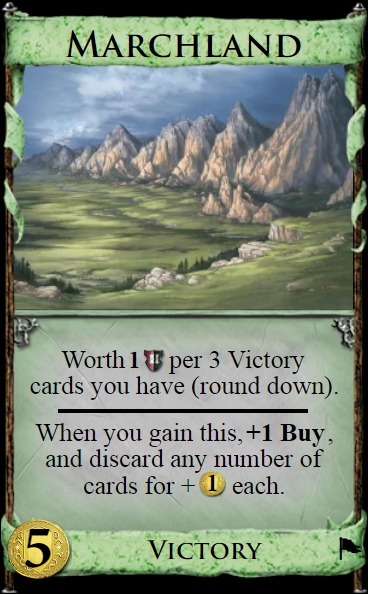 MARCHLAND
Worth 1 per 3 Victory
cards you have (round down).
When you gain this, +1 Buy,
and discard any number of
cards for + 1 each.
5 VICTORY